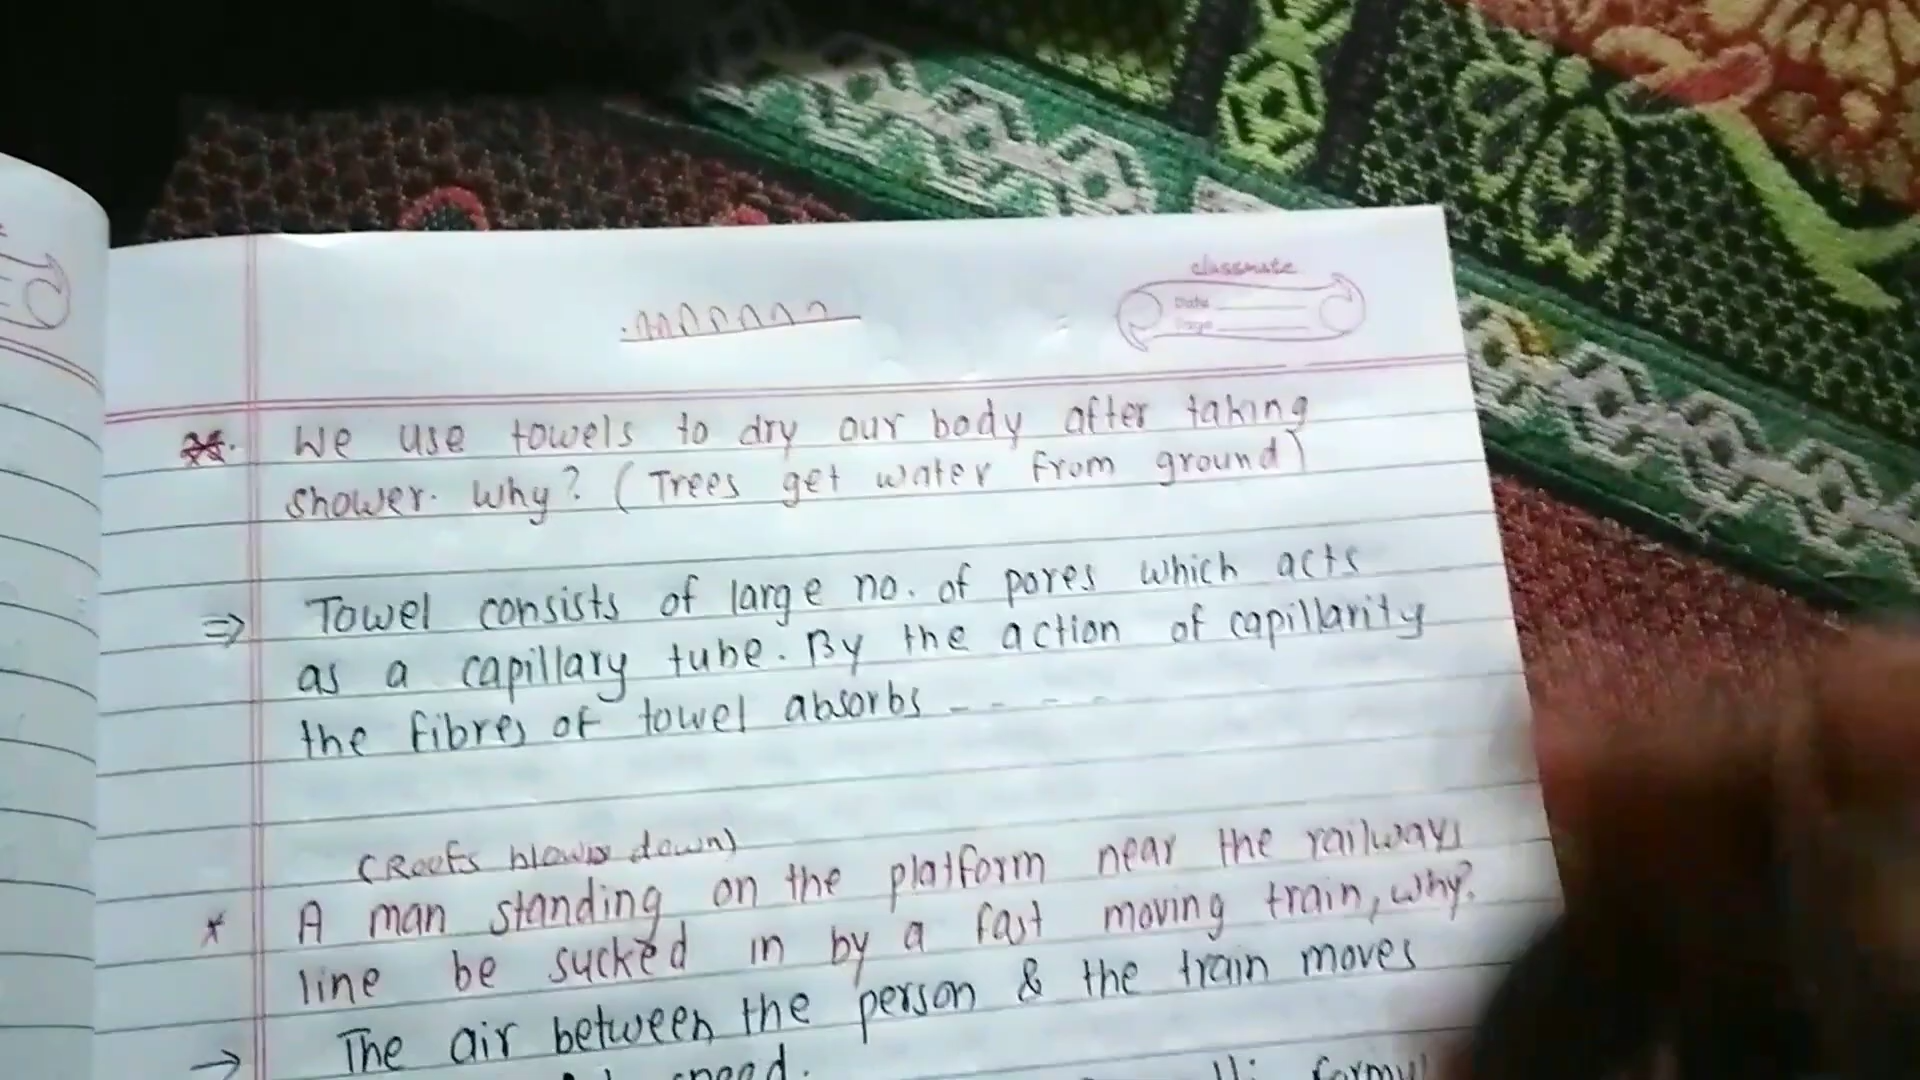 classmate
Date
Page
We use towels to dry our body after taking
shower. Why? (Trees get water from ground)
⇒ Towel consists of large no. of pores which acts
as a capillary tube. By the action of capillarity
the fibres of towel absorbs - - - -
(Roofs blows down)
* A man standing on the platform near the railways
line be sucked in by a fast moving train, why?
→ The air between the person & the train moves
speed.